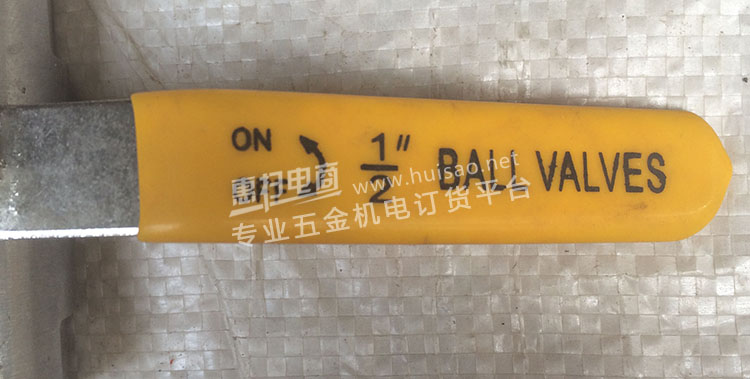 ON
OFF
1/2" BALL VALVES
惠扫电商
www.huisao.net
专业五金机电订货平台